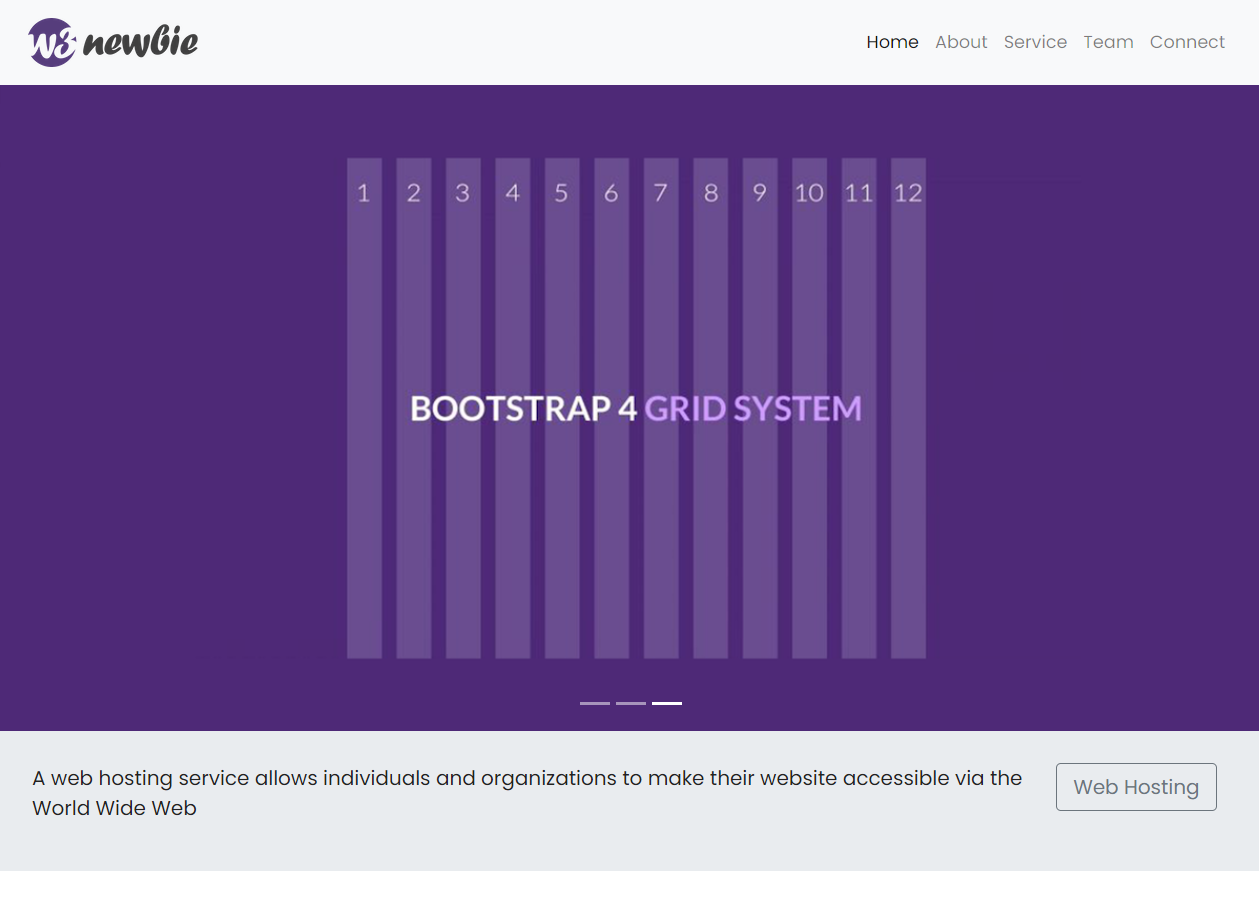 w3 newbie
Home About Service Team Connect
1 2 3 4 5 6 7 8 9 10 11 12
BOOTSTRAP 4 GRID SYSTEM
A web hosting service allows individuals and organizations to make their website accessible via the
World Wide Web
Web Hosting